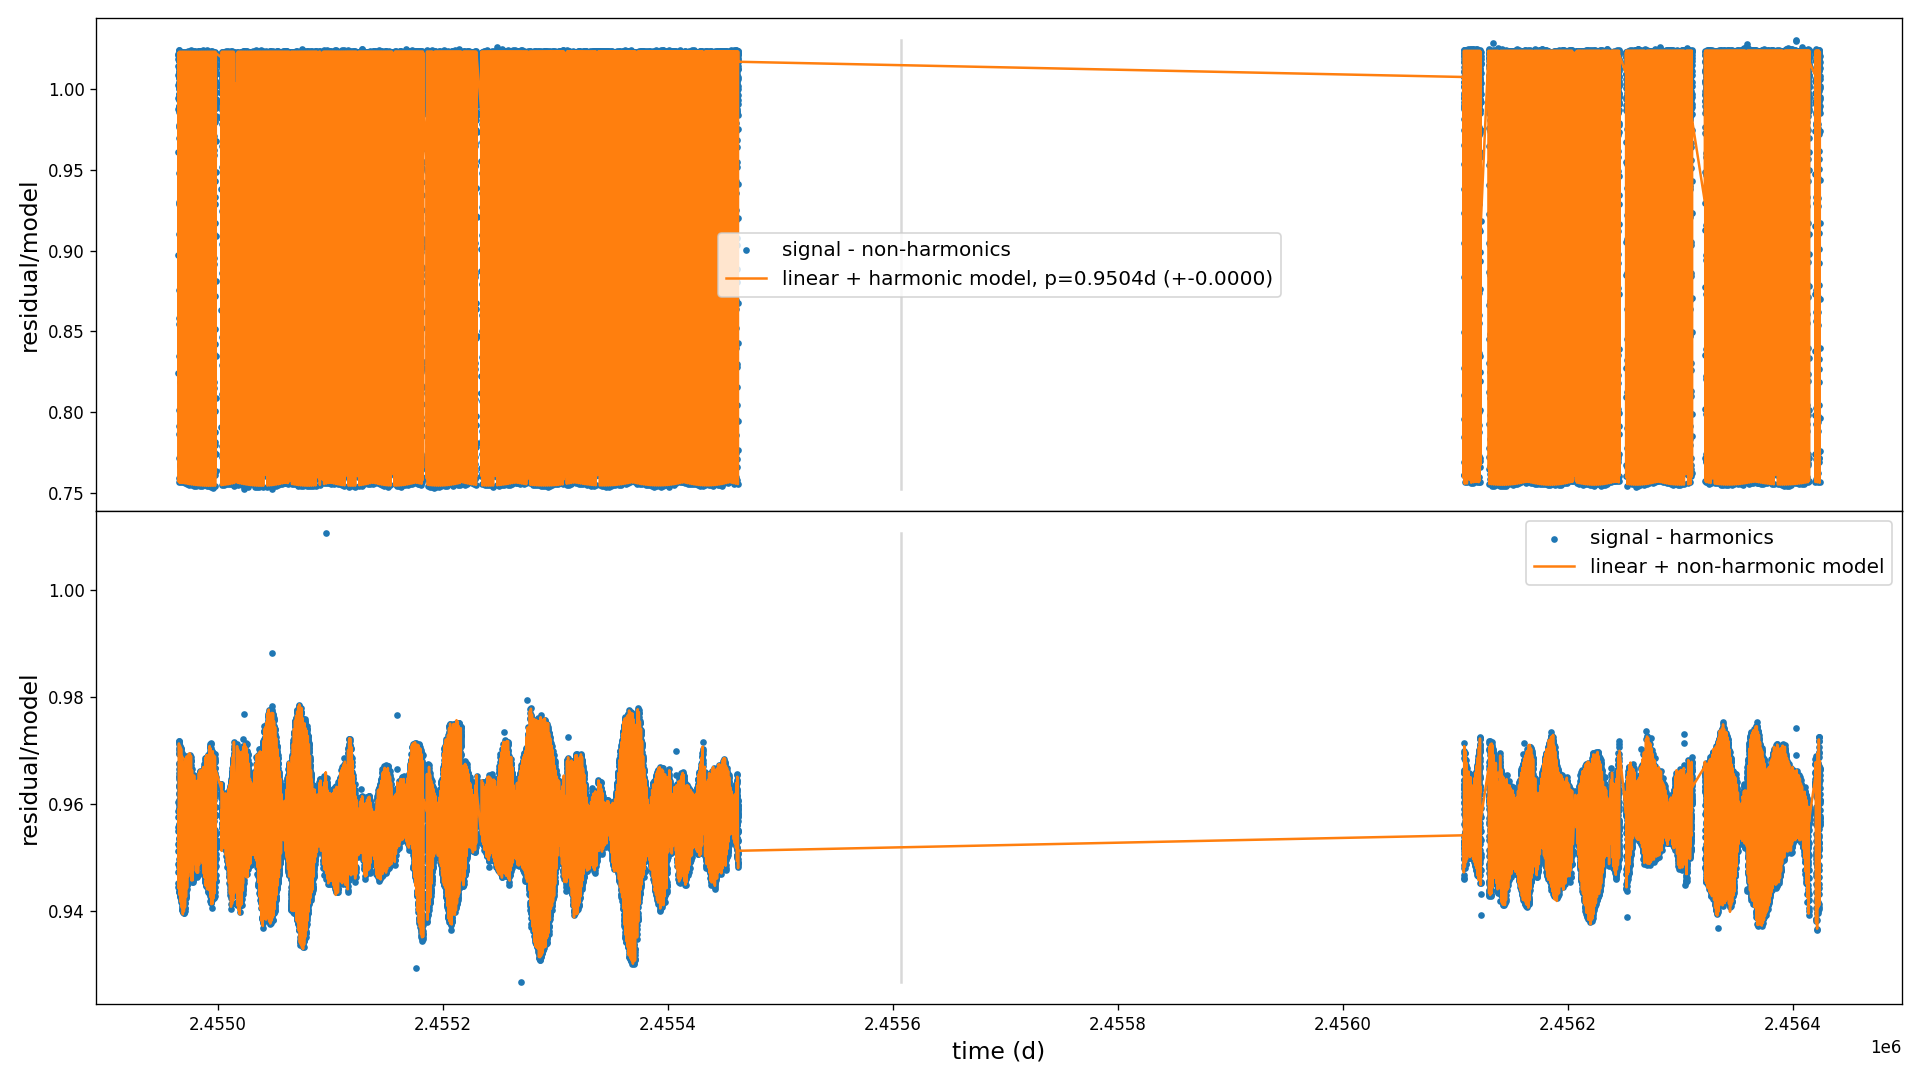 residual/model
1.00
0.95
0.90
0.85
0.80
0.75
signal - non-harmonics
linear + harmonic model, p=0.9504d (+-0.0000)
residual/model
1.00
0.98
0.96
0.94
signal - harmonics
linear + non-harmonic model
2.4550 2.4552 2.4554 2.4556 2.4558 2.4560 2.4562 2.4564
1e6
time (d)